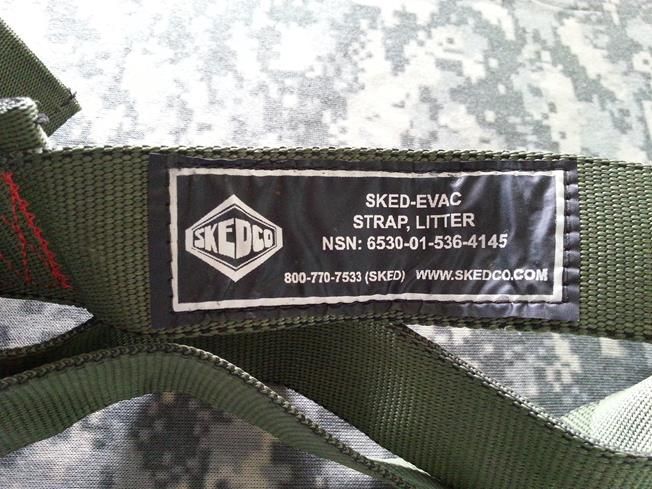 SKEDCO
SKED-EVAC
STRAP, LITTER
NSN: 6530-01-536-4145
800-770-7533 (SKED) WWW.SKEDCO.COM